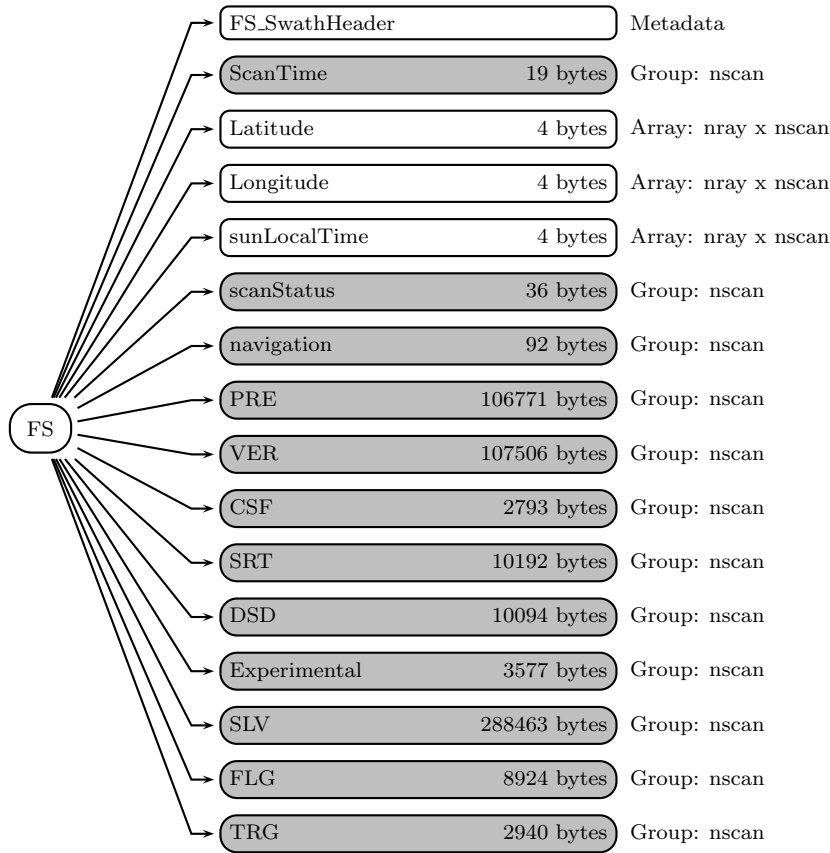 FS_SwathHeader Metadata
ScanTime 19 bytes Group: nscan
Latitude 4 bytes Array: nray x nscan
Longitude 4 bytes Array: nray x nscan
sunLocalTime 4 bytes Array: nray x nscan
scanStatus 36 bytes Group: nscan
navigation 92 bytes Group: nscan
PRE 106771 bytes Group: nscan
FS
VER 107506 bytes Group: nscan
CSF 2793 bytes Group: nscan
SRT 10192 bytes Group: nscan
DSD 10094 bytes Group: nscan
Experimental 3577 bytes Group: nscan
SLV 288463 bytes Group: nscan
FLG 8924 bytes Group: nscan
TRG 2940 bytes Group: nscan